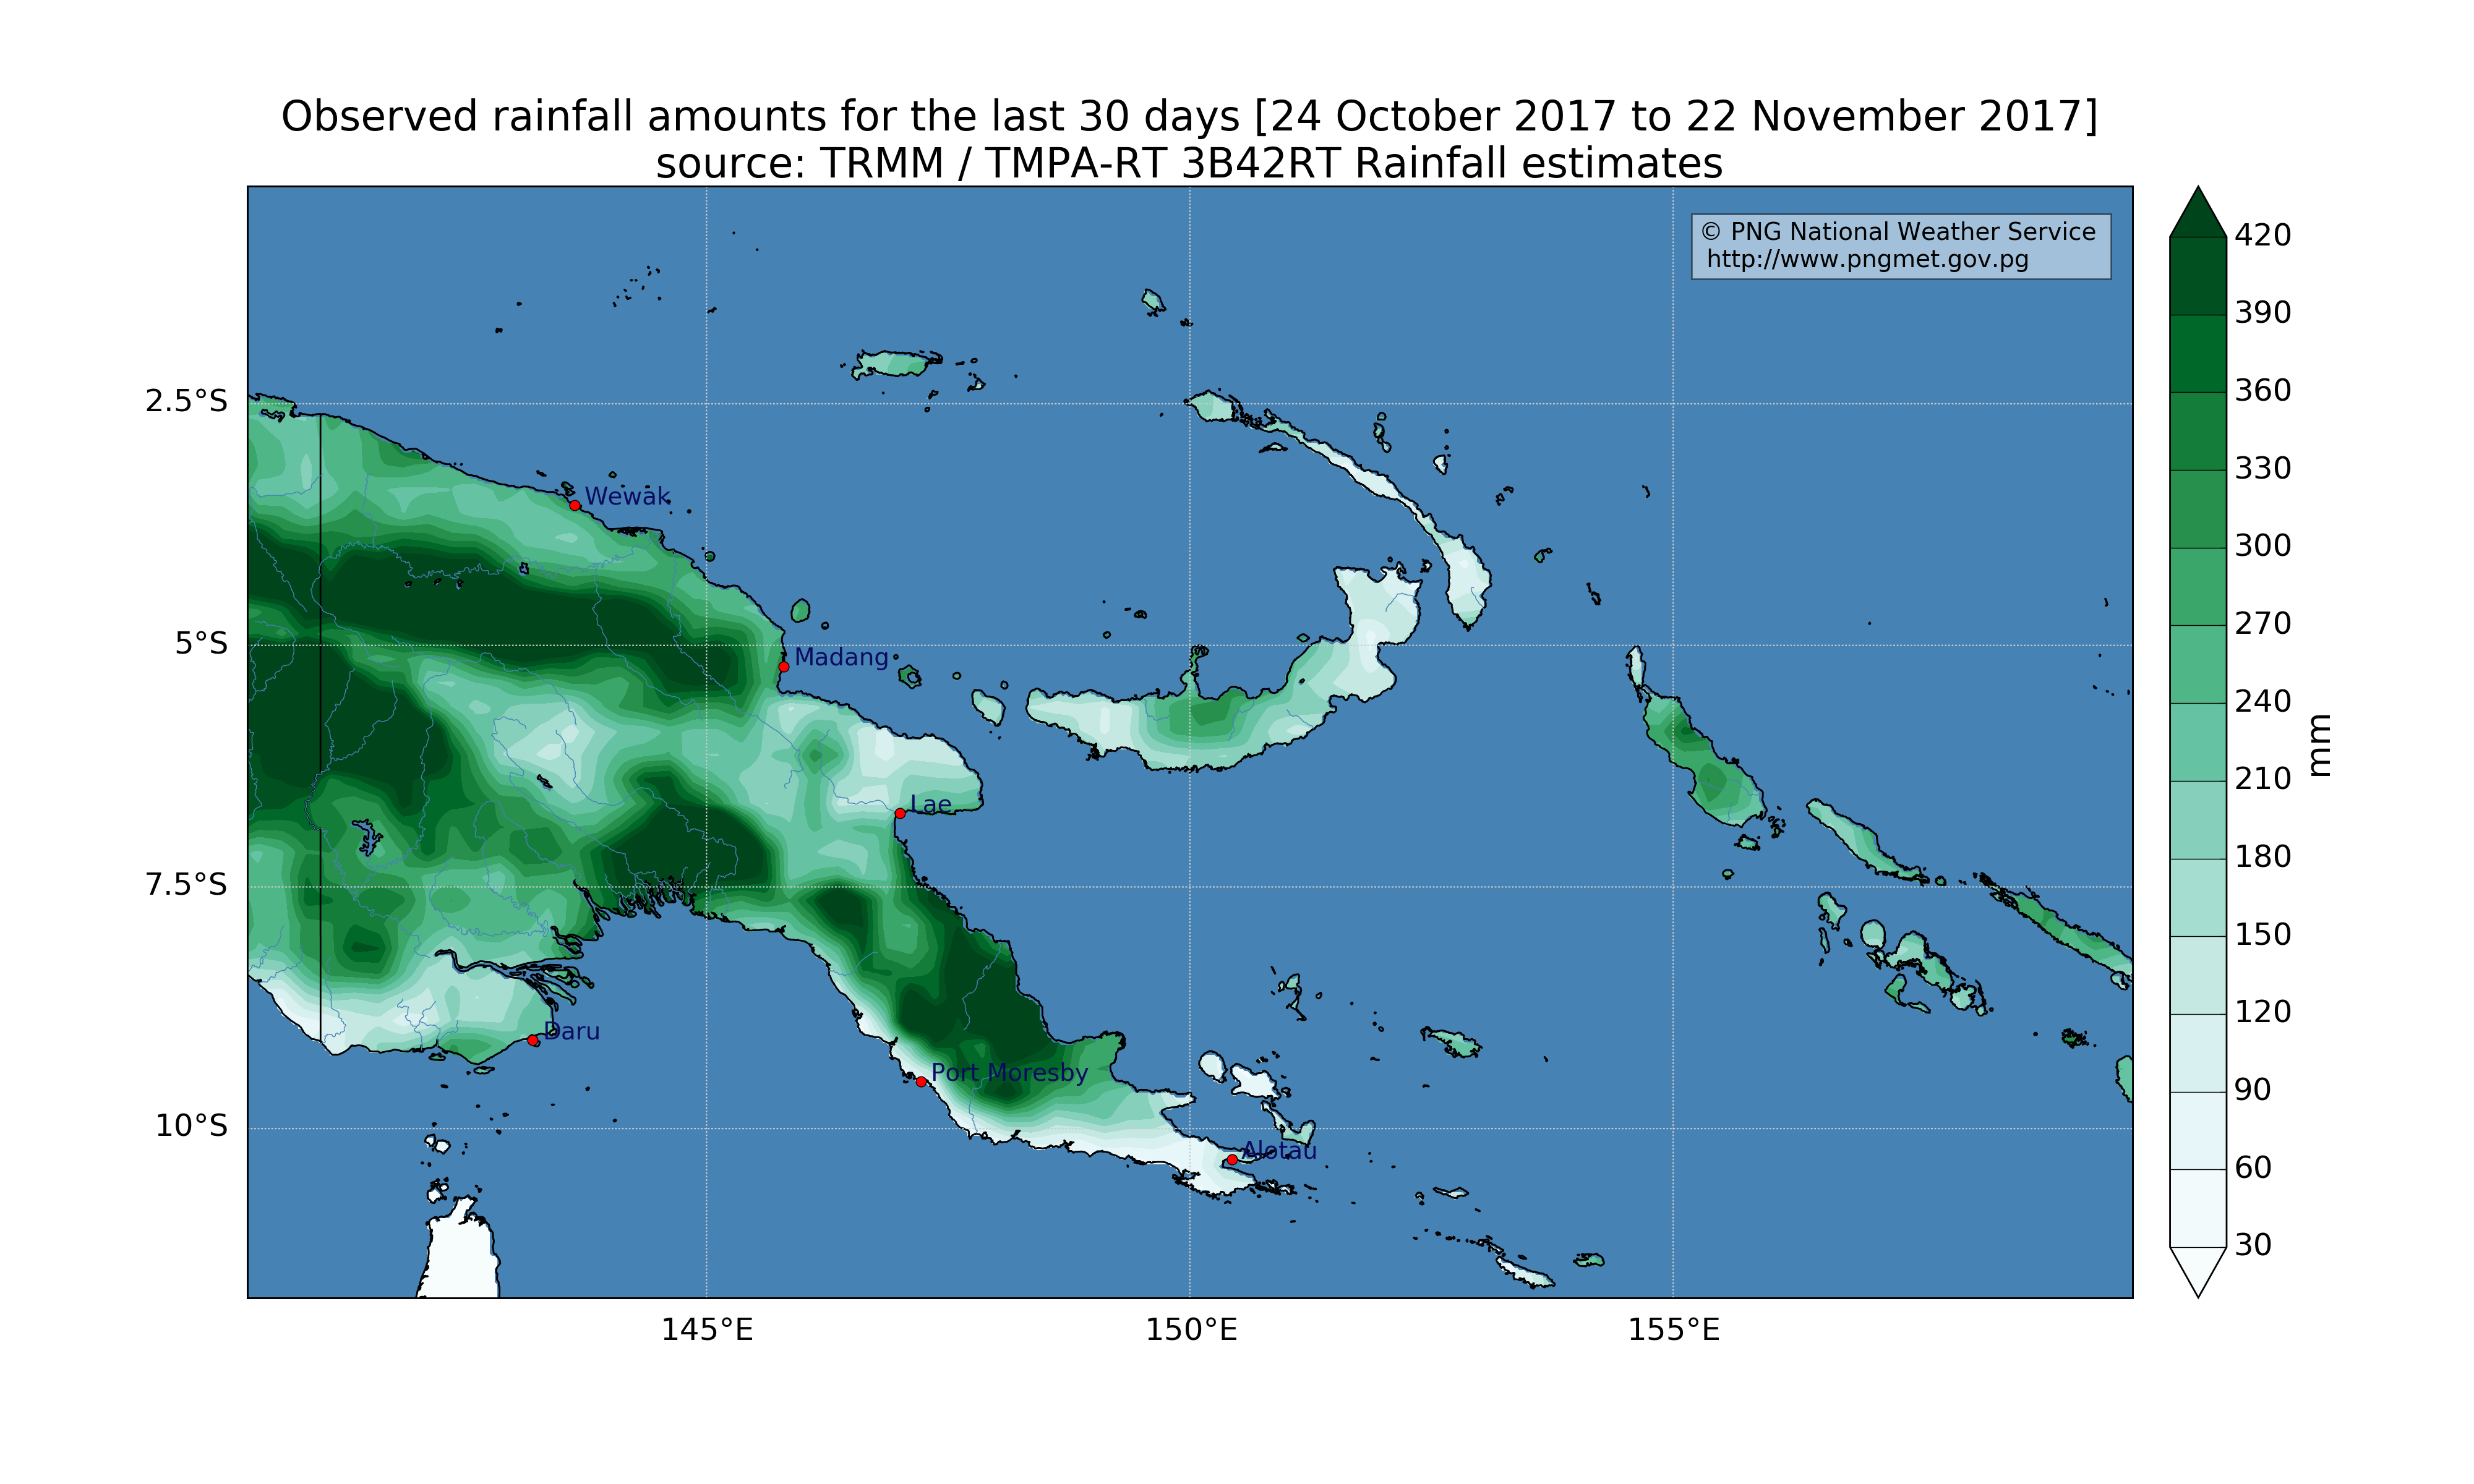 Observed rainfall amounts for the last 30 days [24 October 2017 to 22 November 2017]
source: TRMM / TMPA-RT 3B42RT Rainfall estimates
© PNG National Weather Service
http://www.pngmet.gov.pg
420
390
360
330
300
270
240
210
180
150
120
90
60
30
mm
2.5°S
5°S
7.5°S
10°S
Wewak
Madang
Lae
Daru
Port Moresby
Alotau
145°E
150°E
155°E